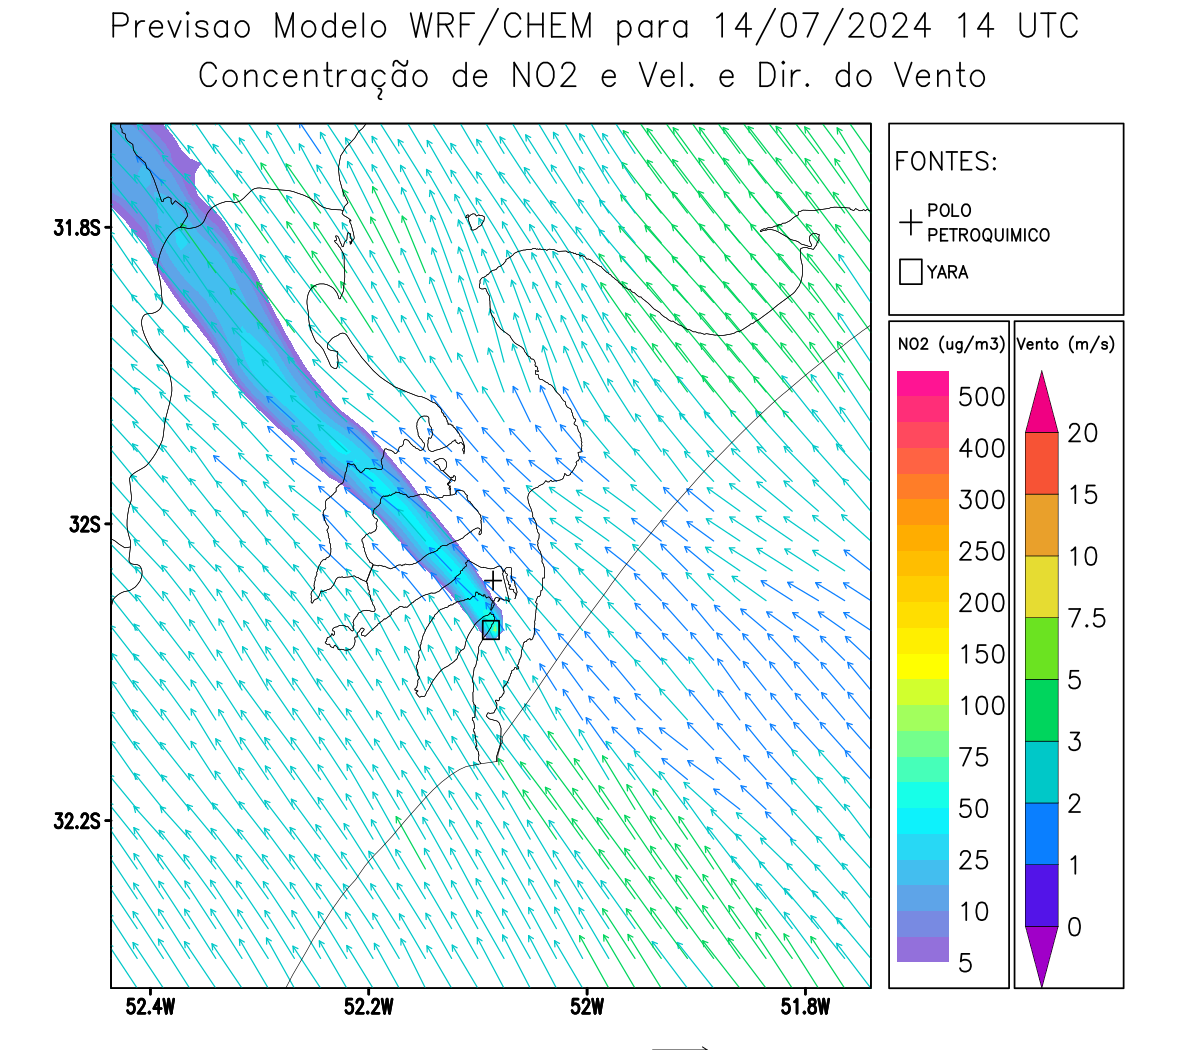 Previsao Modelo WRF/CHEM para 14/07/2024 14 UTC
Concentração de NO2 e Vel. e Dir. do Vento
FONTES:
POLO
PETROQUIMICO
YARA
NO2 (ug/m3)
500
400
300
250
200
150
100
75
50
25
10
5
Vento (m/s)
20
15
10
7.5
5
3
2
1
0
31.8S
32S
32.2S
52.4W 52.2W 52W 51.8W